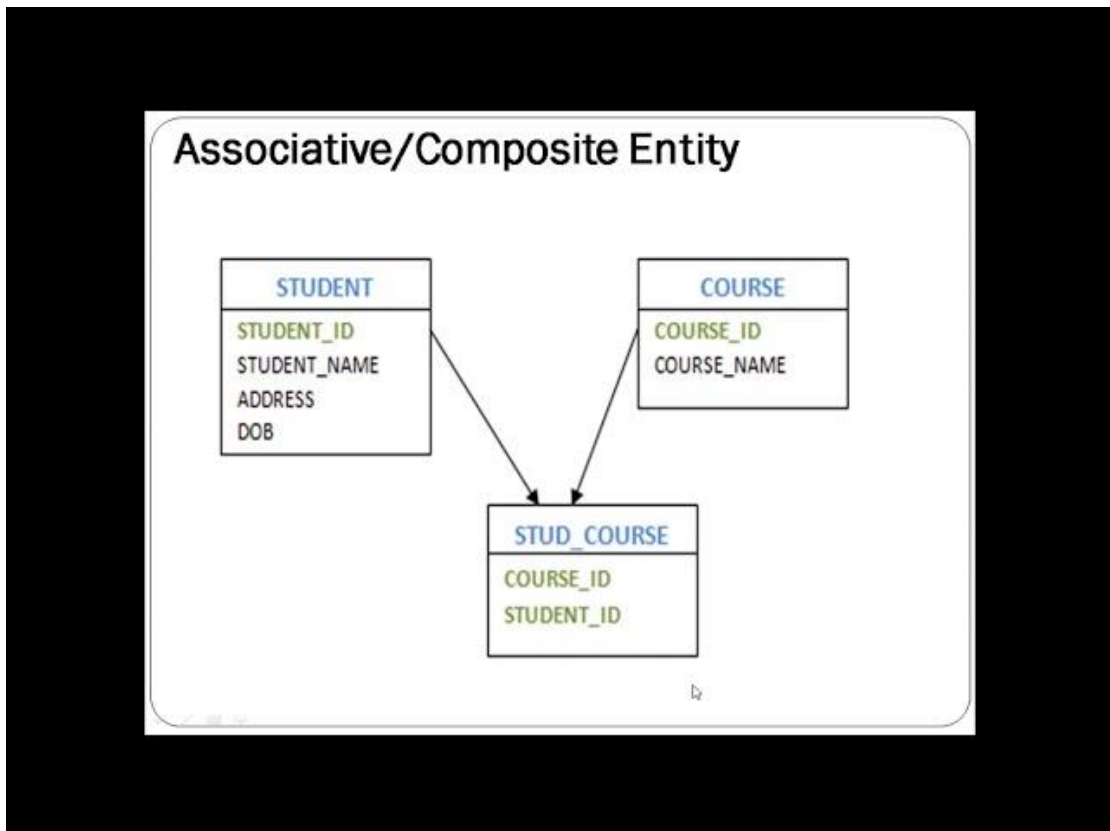 Associative/Composite Entity
STUDENT
STUDENT_ID
STUDENT_NAME
ADDRESS
DOB
COURSE
COURSE_ID
COURSE_NAME
STUD_COURSE
COURSE_ID
STUDENT_ID